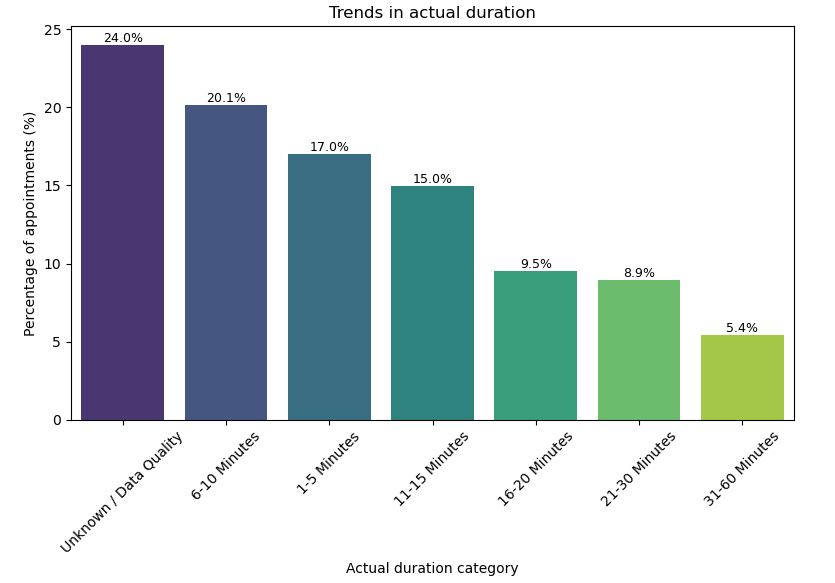 Trends in actual duration
Percentage of appointments (%)
25
20
15
10
5
0
24.0%
20.1%
17.0%
15.0%
9.5%
8.9%
5.4%
Unknown / Data Quality
6-10 Minutes
1-5 Minutes
11-15 Minutes
16-20 Minutes
21-30 Minutes
31-60 Minutes
Actual duration category